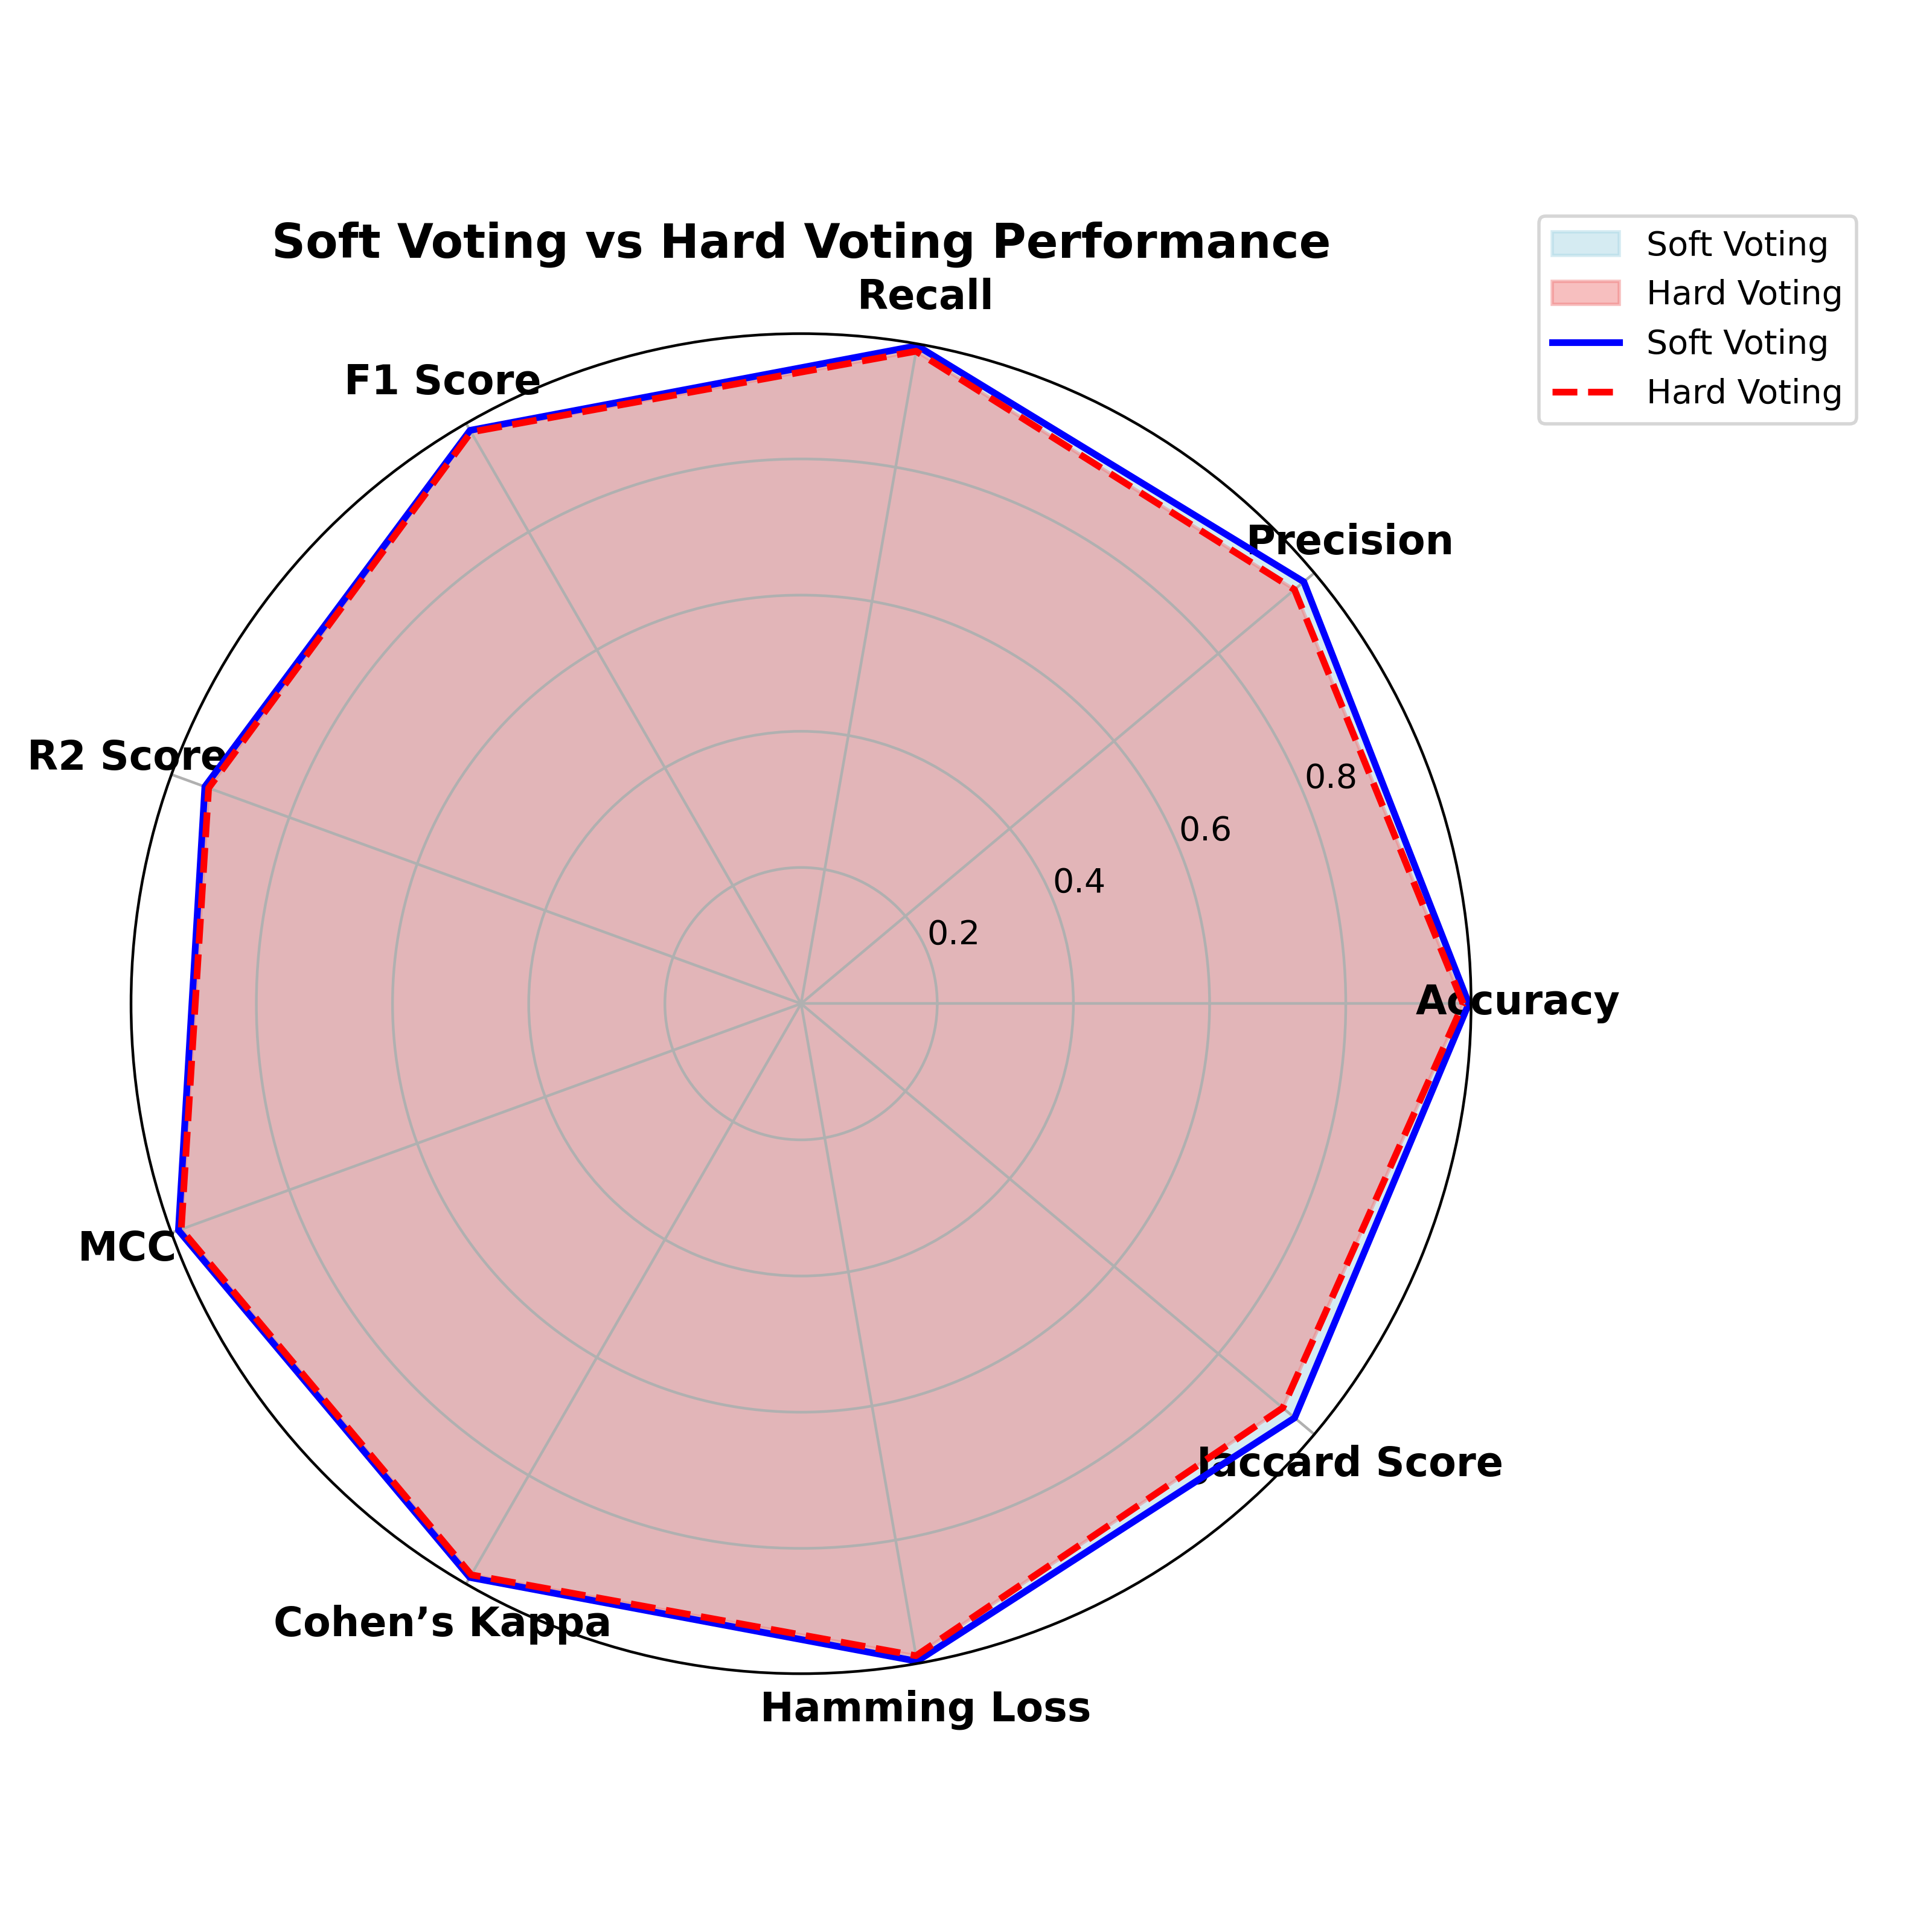 Soft Voting vs Hard Voting Performance
Soft Voting
Hard Voting
Soft Voting
Hard Voting
Recall
F1 Score
Precision
R2 Score
0.8
0.6
0.4
0.2
Accuracy
MCC
Jaccard Score
Cohen’s Kappa
Hamming Loss